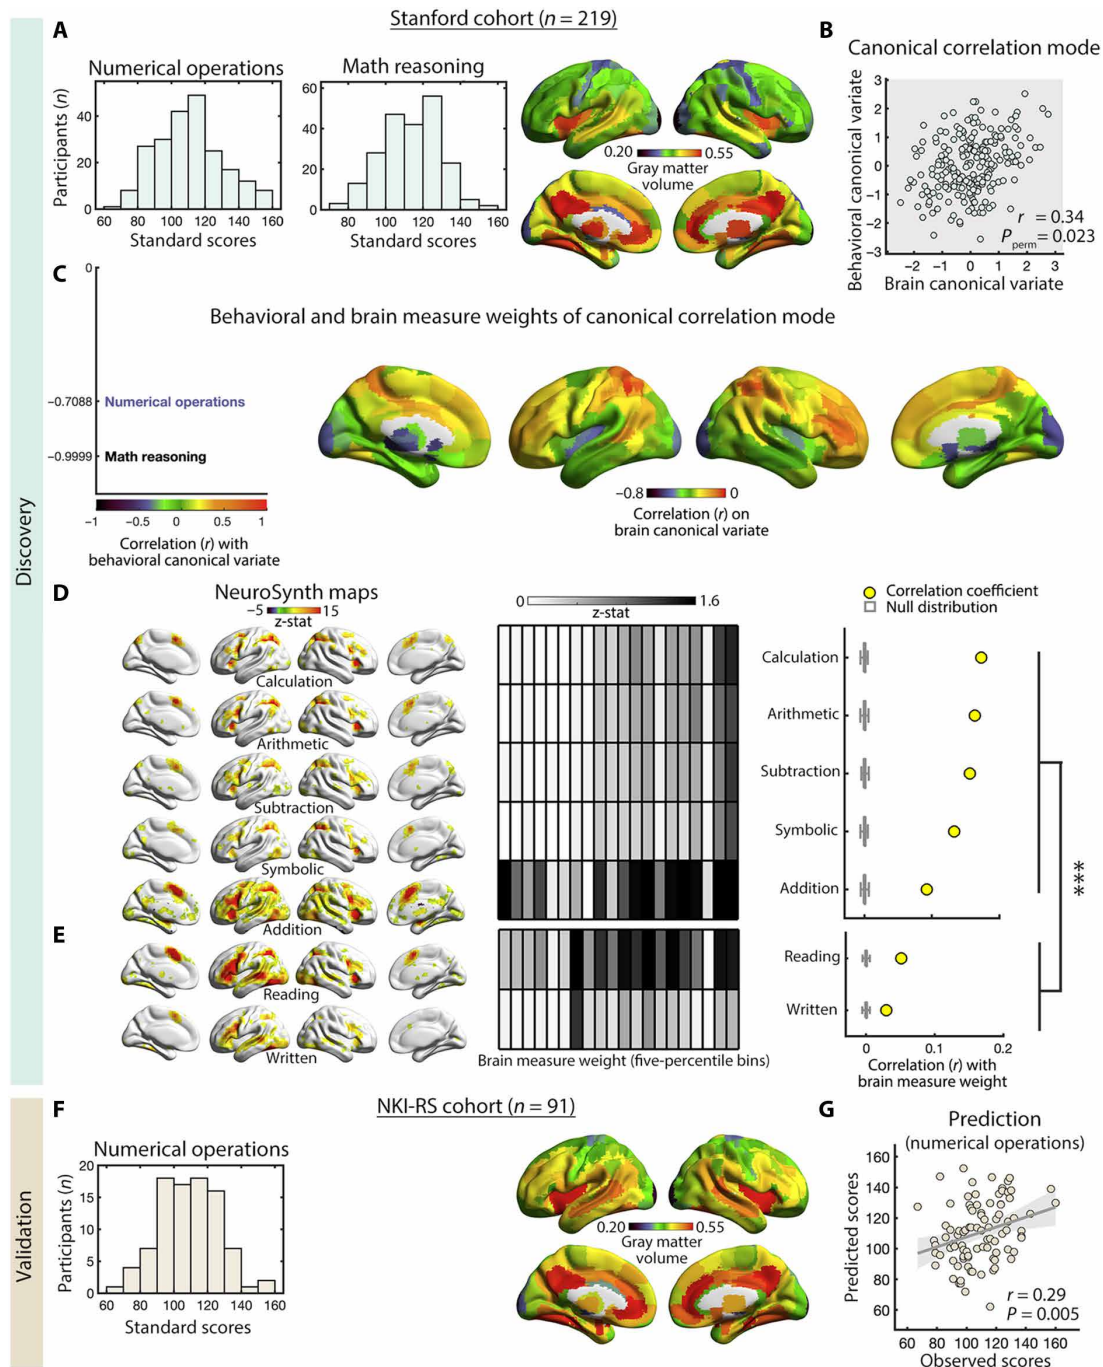 Discovery
Validation
Stanford cohort (n = 219)
A
Numerical operations
Participants (n)
40
20
0
60 80 100 120 140 160
Standard scores
Math reasoning
60
40
20
0
60 80 100 120 140 160
Standard scores
0.20 0.55
Gray matter
volume
B
Canonical correlation mode
Behavioral canonical variate
3
2
1
0
−1
−2
−3
r = 0.34
Pperm = 0.023
−2 −1 0 1 2 3
Brain canonical variate
C
Behavioral and brain measure weights of canonical correlation mode
0
−0.7088 Numerical operations
−0.9999 Math reasoning
−1 −0.5 0 0.5 1
Correlation (r) with
behavioral canonical variate
−0.8 0
Correlation (r) on
brain canonical variate
D
NeuroSynth maps
−5 15
z-stat
Calculation
Arithmetic
Subtraction
Symbolic
Addition
E
Reading
Written
0 1.6
z-stat
Brain measure weight (five-percentile bins)
Correlation coefficient
Null distribution
Calculation
Arithmetic
Subtraction
Symbolic
Addition
Reading
Written
***
0 0.1 0.2
Correlation (r) with
brain measure weight
F
NKI-RS cohort (n = 91)
Numerical operations
Participants (n)
20
15
10
5
0
60 80 100 120 140 160
Standard scores
0.20 0.55
Gray matter
volume
G
Prediction
(numerical operations)
Predicted scores
160
140
120
100
80
60
r = 0.29
P = 0.005
60 80 100 120 140 160
Observed scores